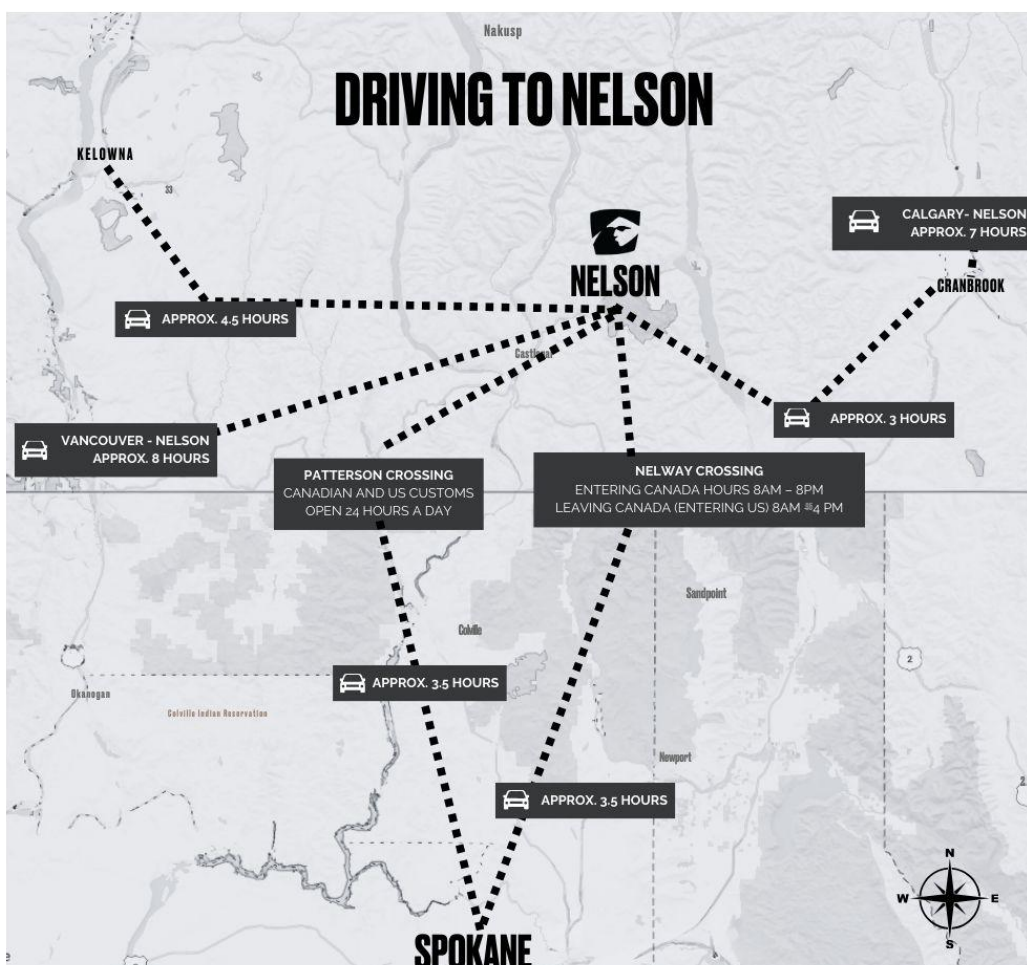 Nakusp
DRIVING TO NELSON
KELOWNA
33
CALGARY- NELSON
APPROX. 7 HOURS
NELSON
CRANBROOK
APPROX. 4.5 HOURS
Castlegar
APPROX. 3 HOURS
VANCOUVER - NELSON
APPROX. 8 HOURS
PATTERSON CROSSING
CANADIAN AND US CUSTOMS
OPEN 24 HOURS A DAY
NELWAY CROSSING
ENTERING CANADA HOURS 8AM – 8PM
LEAVING CANADA (ENTERING US) 8AM 4 PM
Sandpoint
Colville
2
APPROX. 3.5 HOURS
Okanogan
Colville Indian Reservation
Newport
2
APPROX. 3.5 HOURS
N
W E
S
SPOKANE